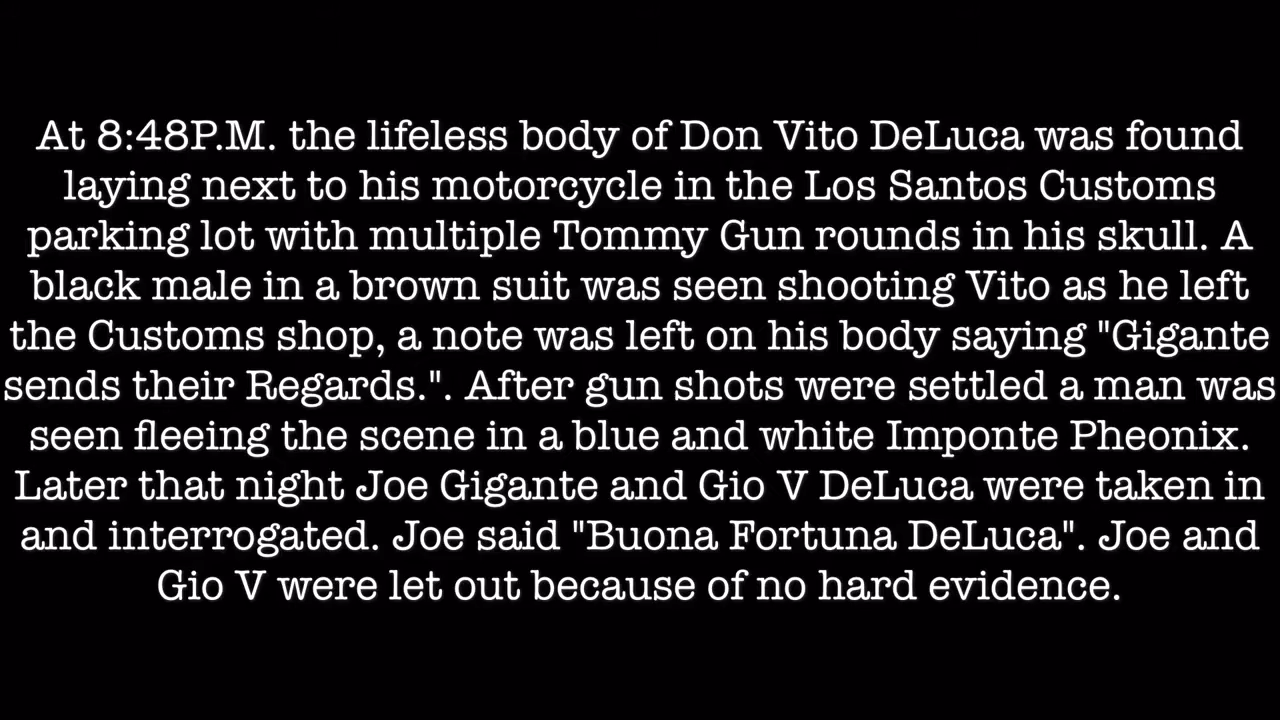 At 8:48P.M. the lifeless body of Don Vito DeLuca was found
laying next to his motorcycle in the Los Santos Customs
parking lot with multiple Tommy Gun rounds in his skull. A
black male in a brown suit was seen shooting Vito as he left
the Customs shop, a note was left on his body saying "Gigante
sends their Regards.". After gun shots were settled a man was
seen fleeing the scene in a blue and white Imponte Pheonix.
Later that night Joe Gigante and Gio V DeLuca were taken in
and interrogated. Joe said "Buona Fortuna DeLuca". Joe and
Gio V were let out because of no hard evidence.